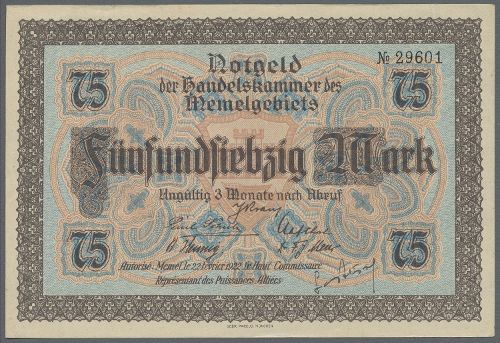 Notgeld
№ 29601
der Handelskammer des
Memelgebiets
75 75
Fünfundsiebzig Mark
Ungültig 3 Monate nach Abruf
75 75
Autorisé - Memel, le 22 février 1922 - Le Haut Commissaire
Représentant des Puissances Alliées